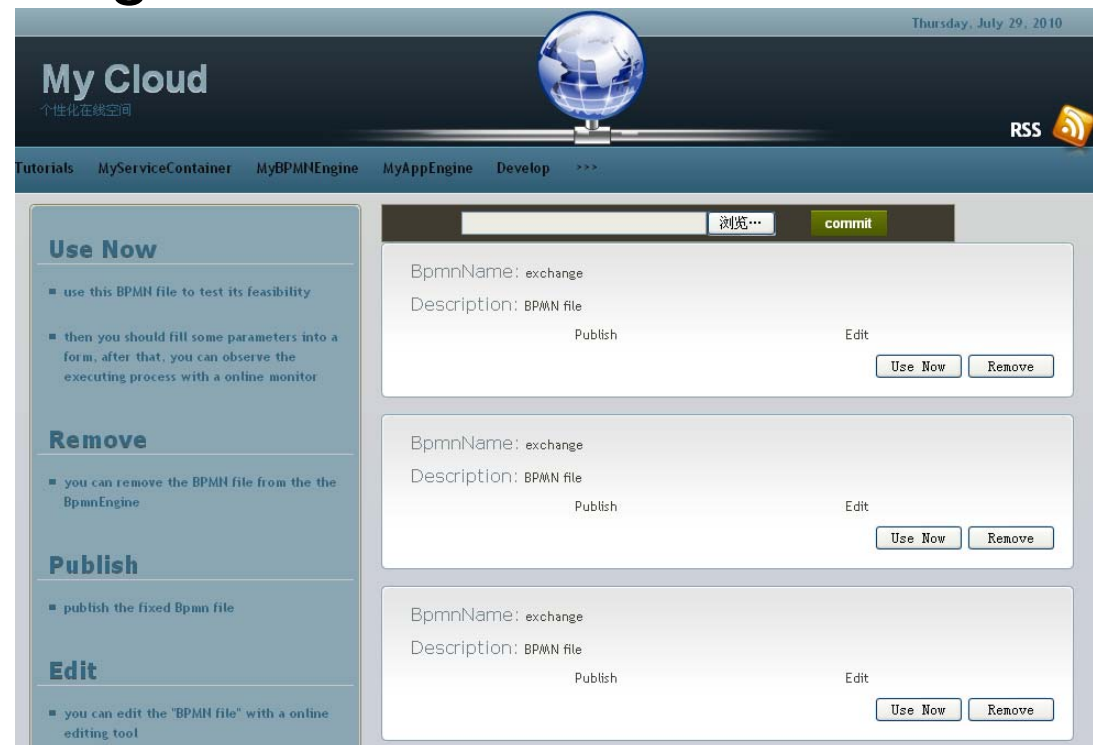 Thursday, July 29, 2010
My Cloud
个性化在线空间
RSS
Tutorials MyServiceContainer MyBPMNEngine MyAppEngine Develop >>>
浏览… commit
Use Now
use this BPMN file to test its feasibility
then you should fill some parameters into a
form, after that, you can observe the
executing process with a online monitor
Remove
you can remove the BPMN file from the the
BpmnEngine
Publish
publish the fixed Bpmn file
Edit
you can edit the "BPMN file" with a online
editing tool
BpmnName: exchange
Description: BPMN file
Publish Edit
Use Now Remove
BpmnName: exchange
Description: BPMN file
Publish Edit
Use Now Remove
BpmnName: exchange
Description: BPMN file
Publish Edit
Use Now Remove